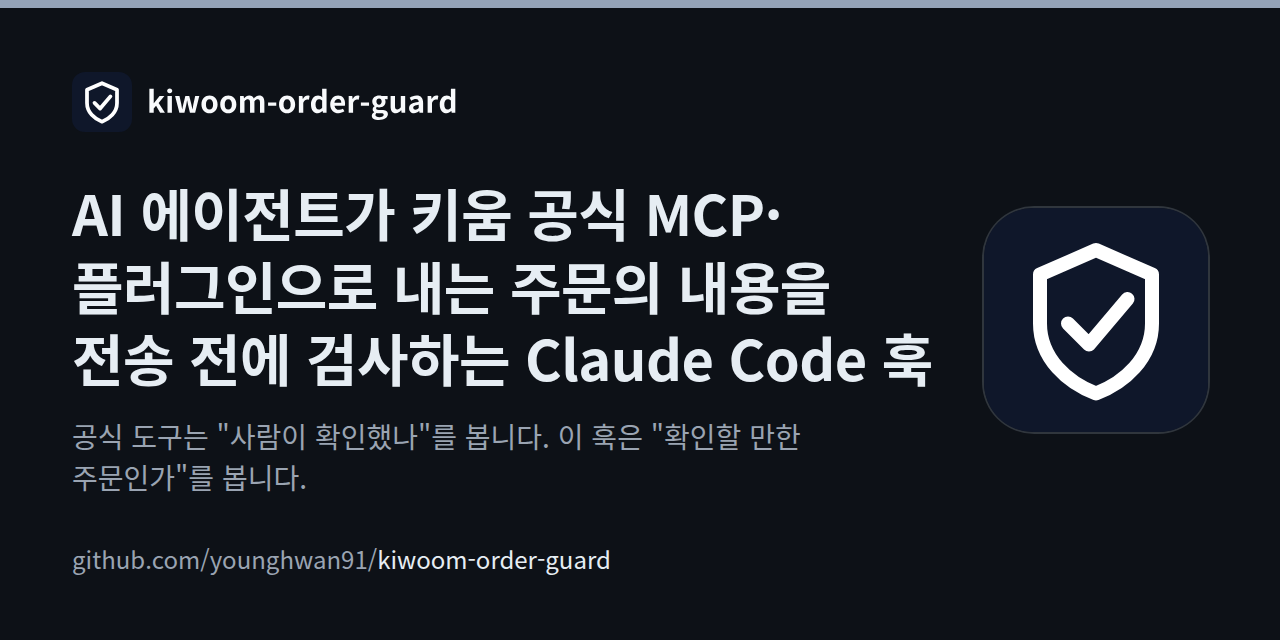 kiwoom-order-guard
AI 에이전트가 키움 공식 MCP·
플러그인으로 내는 주문의 내용을
전송 전에 검사하는 Claude Code 훅
공식 도구는 "사람이 확인했나"를 봅니다. 이 훅은 "확인할 만한
주문인가"를 봅니다.
github.com/younghwan91/kiwoom-order-guard